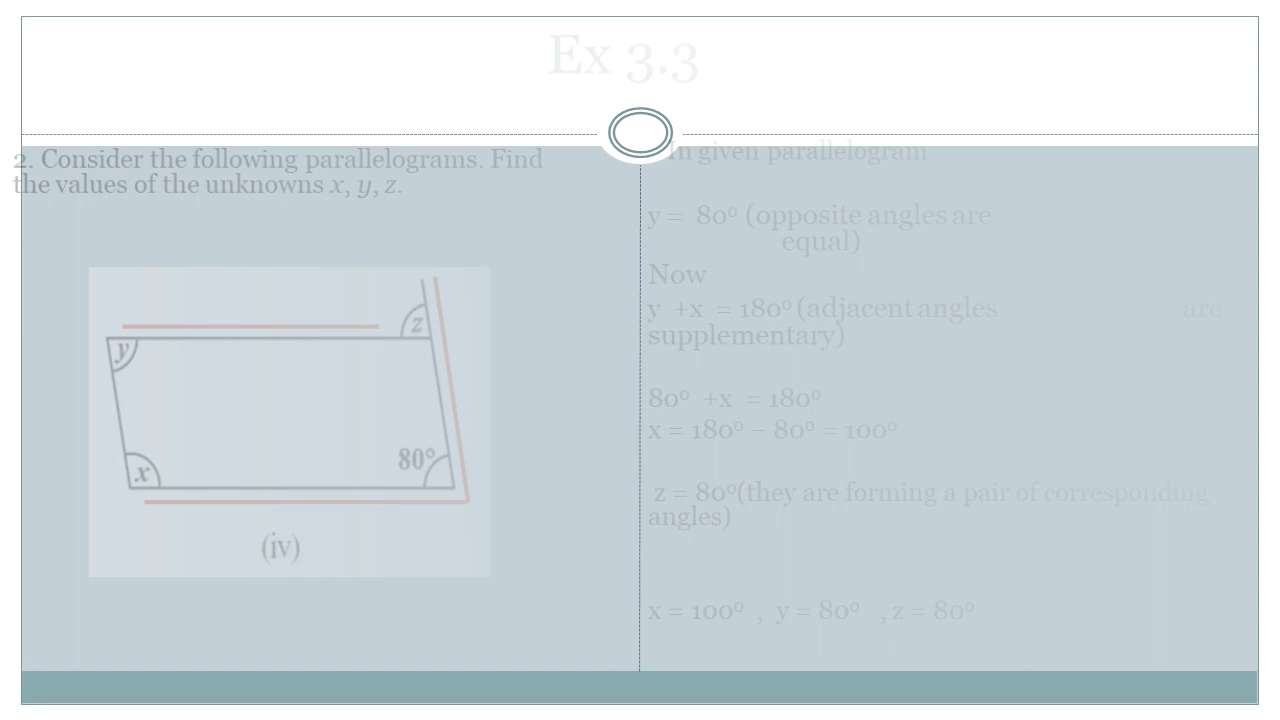 Ex 3.3
2. Consider the following parallelograms. Find
the values of the unknowns x, y, z.
z
y
80°
x
(iv)
In given parallelogram
y = 80° (opposite angles are
equal)
Now
y +x = 180° (adjacent angles are
supplementary)
80° +x = 180°
x = 180° – 80° = 100°
z = 80°(they are forming a pair of corresponding
angles)
x = 100° , y = 80° , z = 80°